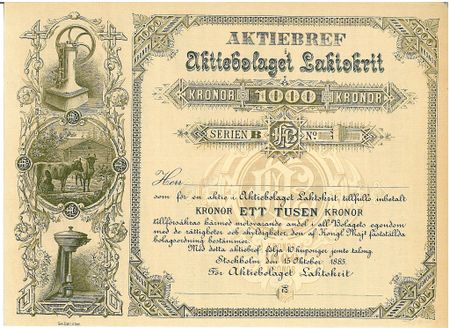 AKTIEBREF
Aktiebolaget Laktokrit
Å
KRONOR 1000 KRONOR
SERIEN B No
Herr
som för en aktie i Aktiebolaget Laktokrit tillfullo inbetalt
KRONOR ETT TUSEN KRONOR
tillförsäkras härmed motsvarande andel i all Bolagets egendom
med de rättigheter och skyldigheter den af Kongl Maj:t fastställda
bolagsordning bestämmer.
Med detta aktiebref följa 10 kuponger jemte talong.
Stockholm den 15 Oktober 1885.
För Aktiebolaget Laktokrit